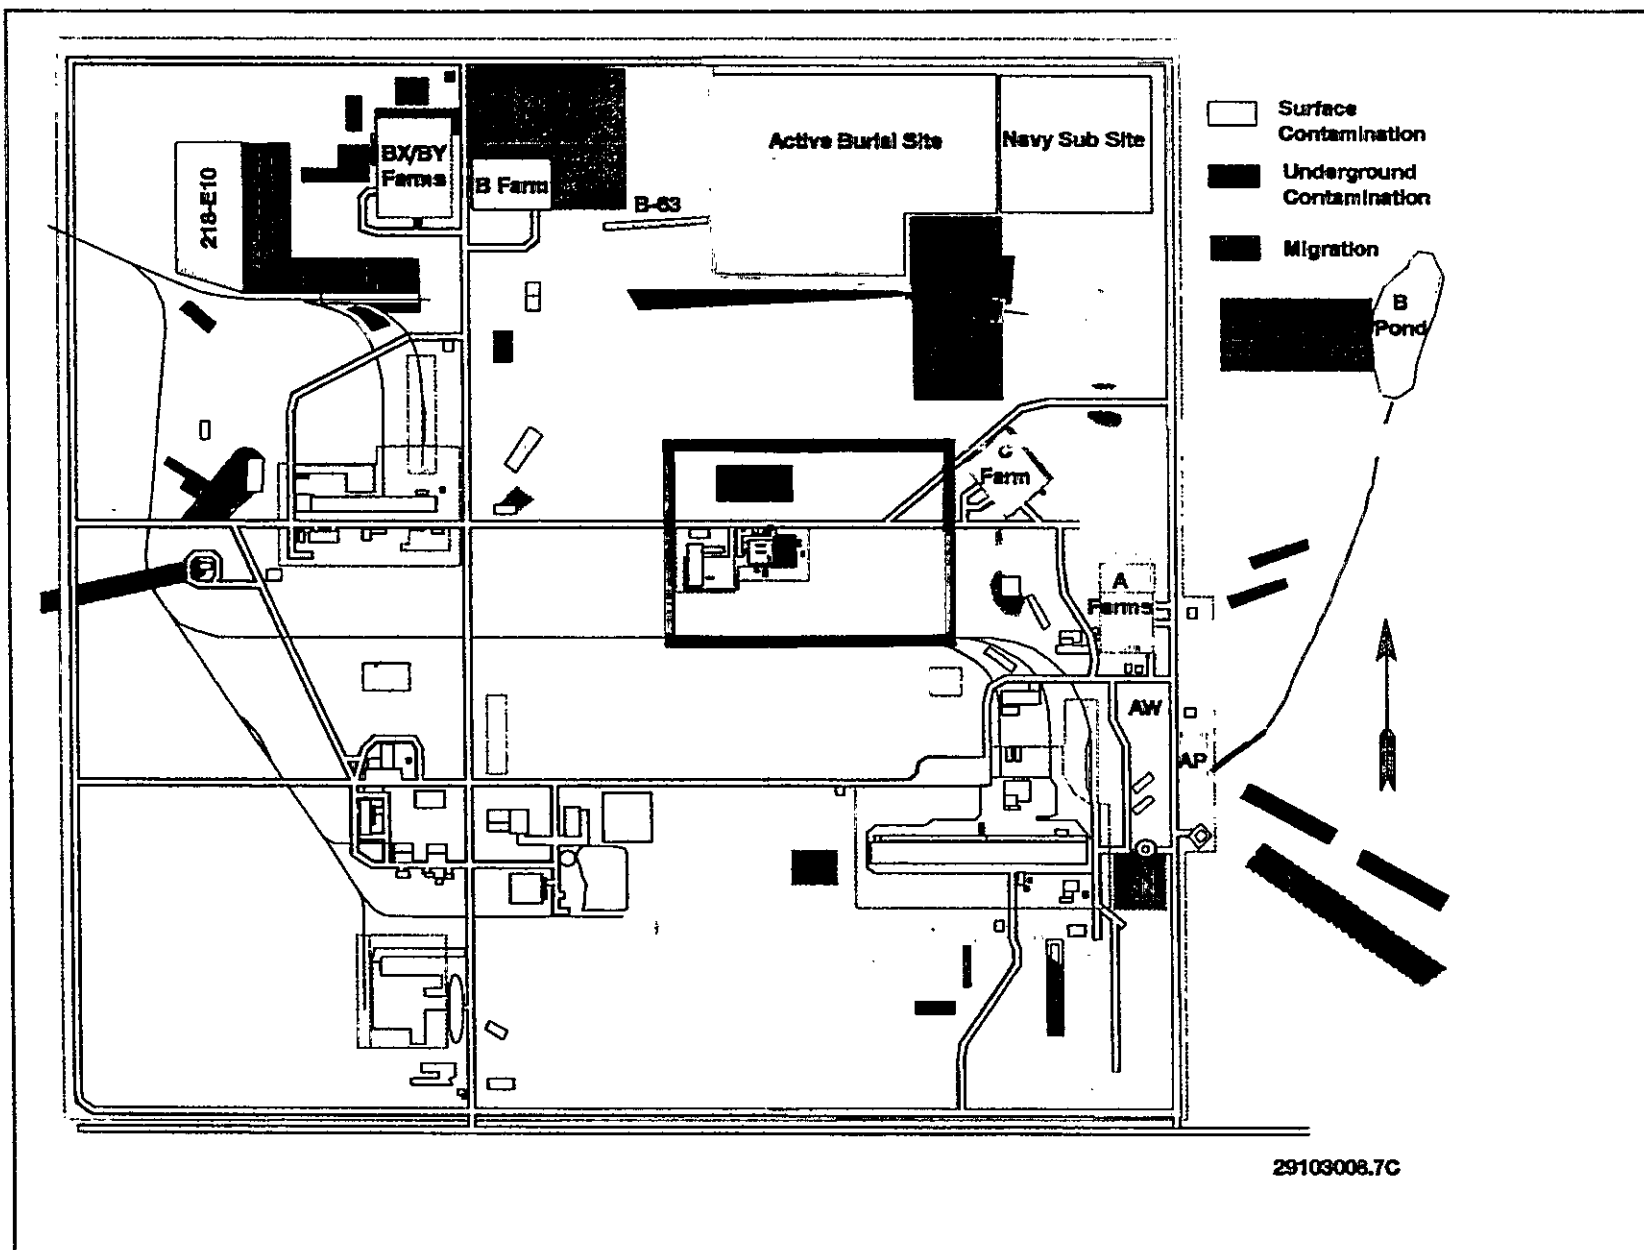 Surface
Contamination
Underground
Contamination
Migration
Active Burial Site
Navy Sub Site
BX/BY
Farms
B Farm
218-E10
B-63
B
Pond
C
Farm
A
Farms
AW
AP
29103008.7C